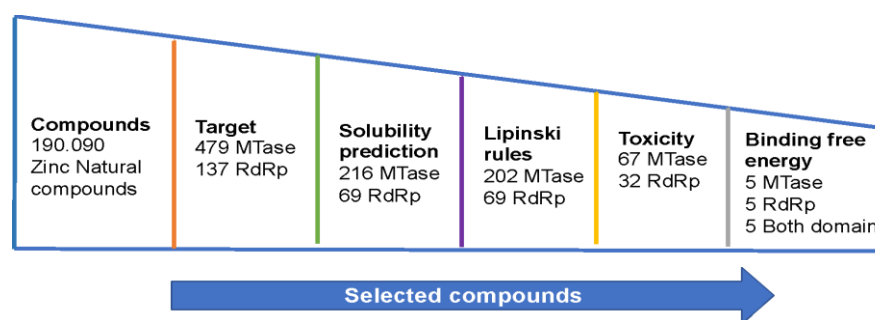 Compounds
190.090
Zinc Natural
compounds
Target
479 MTase
137 RdRp
Solubility
prediction
216 MTase
69 RdRp
Lipinski
rules
202 MTase
69 RdRp
Toxicity
67 MTase
32 RdRp
Binding free
energy
5 MTase
5 RdRp
5 Both domain
Selected compounds